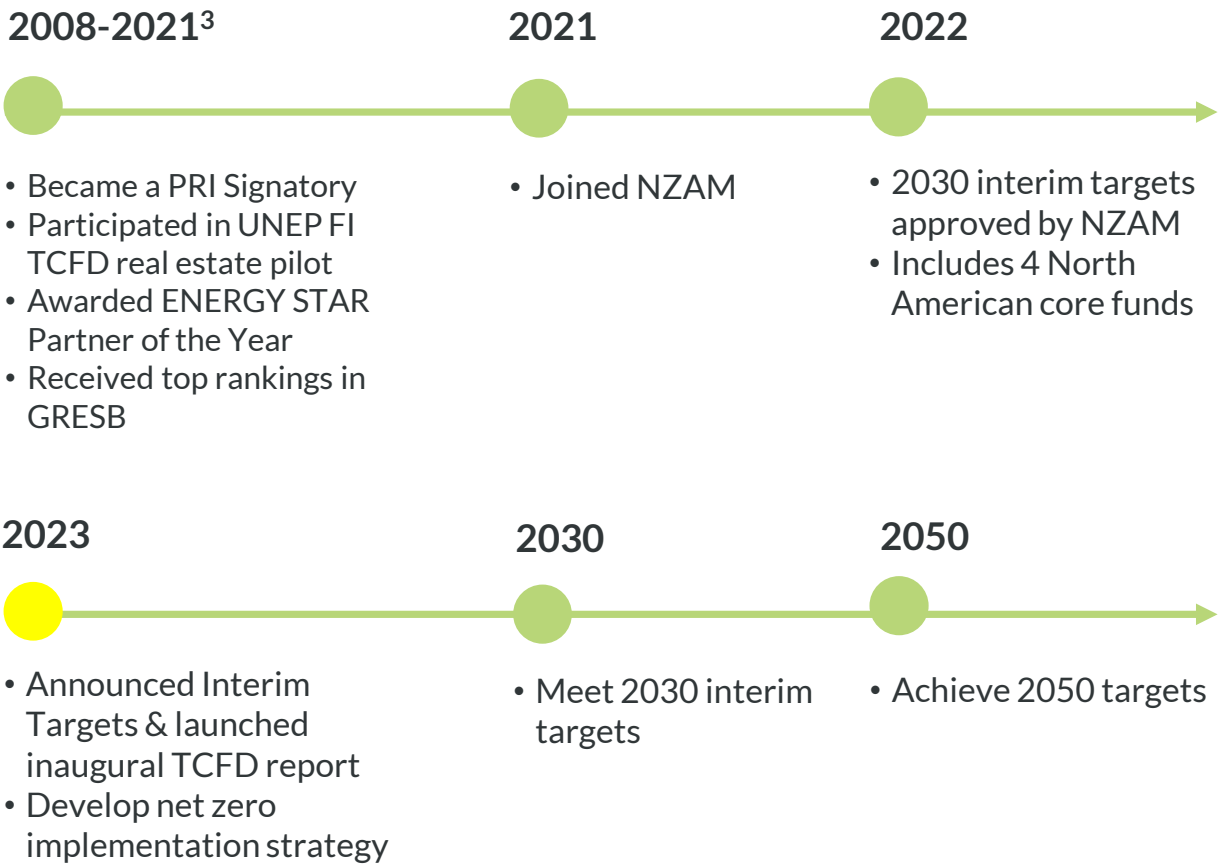 2008-2021³
• Became a PRI Signatory
• Participated in UNEP FI
TCFD real estate pilot
• Awarded ENERGY STAR
Partner of the Year
• Received top rankings in
GRESB
2021
• Joined NZAM
2022
• 2030 interim targets
approved by NZAM
• Includes 4 North
American core funds
2023
• Announced Interim
Targets & launched
inaugural TCFD report
• Develop net zero
implementation strategy
2030
• Meet 2030 interim
targets
2050
• Achieve 2050 targets